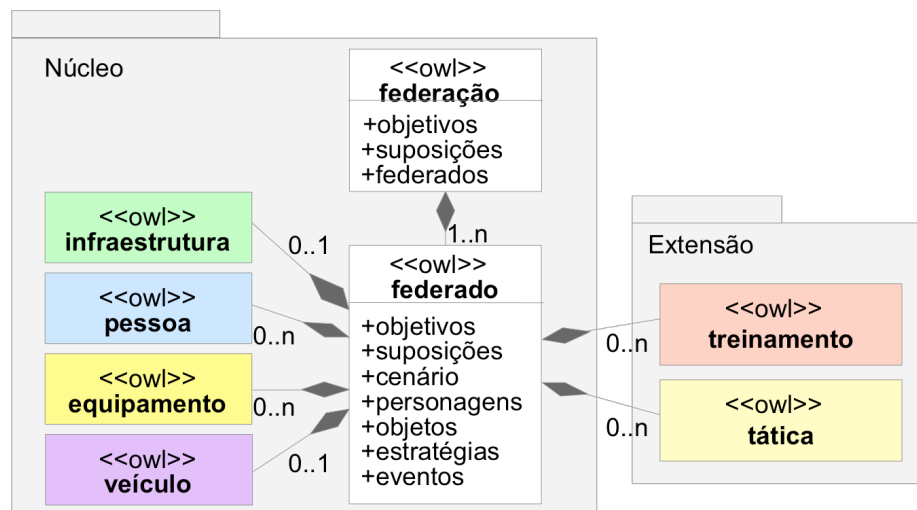 Núcleo
<<owl>>
federação
+objetivos
+suposições
+federados
1..n
<<owl>>
infraestrutura
0..1
<<owl>>
pessoa
0..n
<<owl>>
equipamento
0..n
<<owl>>
veículo
0..1
<<owl>>
federado
+objetivos
+suposições
+cenário
+personagens
+objetos
+estratégias
+eventos
Extensão
<<owl>>
treinamento
0..n
<<owl>>
tática
0..n